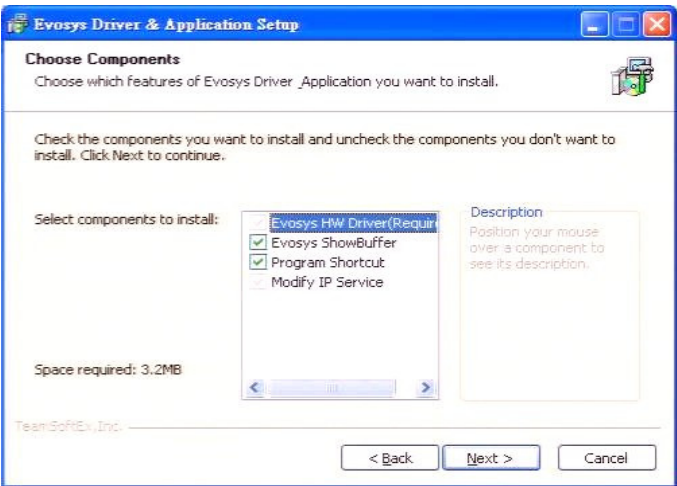 Evosys Driver & Application Setup
Choose Components
Choose which features of Evosys Driver _Application you want to install.
Check the components you want to install and uncheck the components you don't want to
install. Click Next to continue.
Select components to install:
Evosys HW Driver(Requir
Evosys ShowBuffer
Program Shortcut
Modify IP Service
Description
Position your mouse
over a component to
see its description.
Space required: 3.2MB
TeamSoftEx,Inc.
< Back
Next >
Cancel